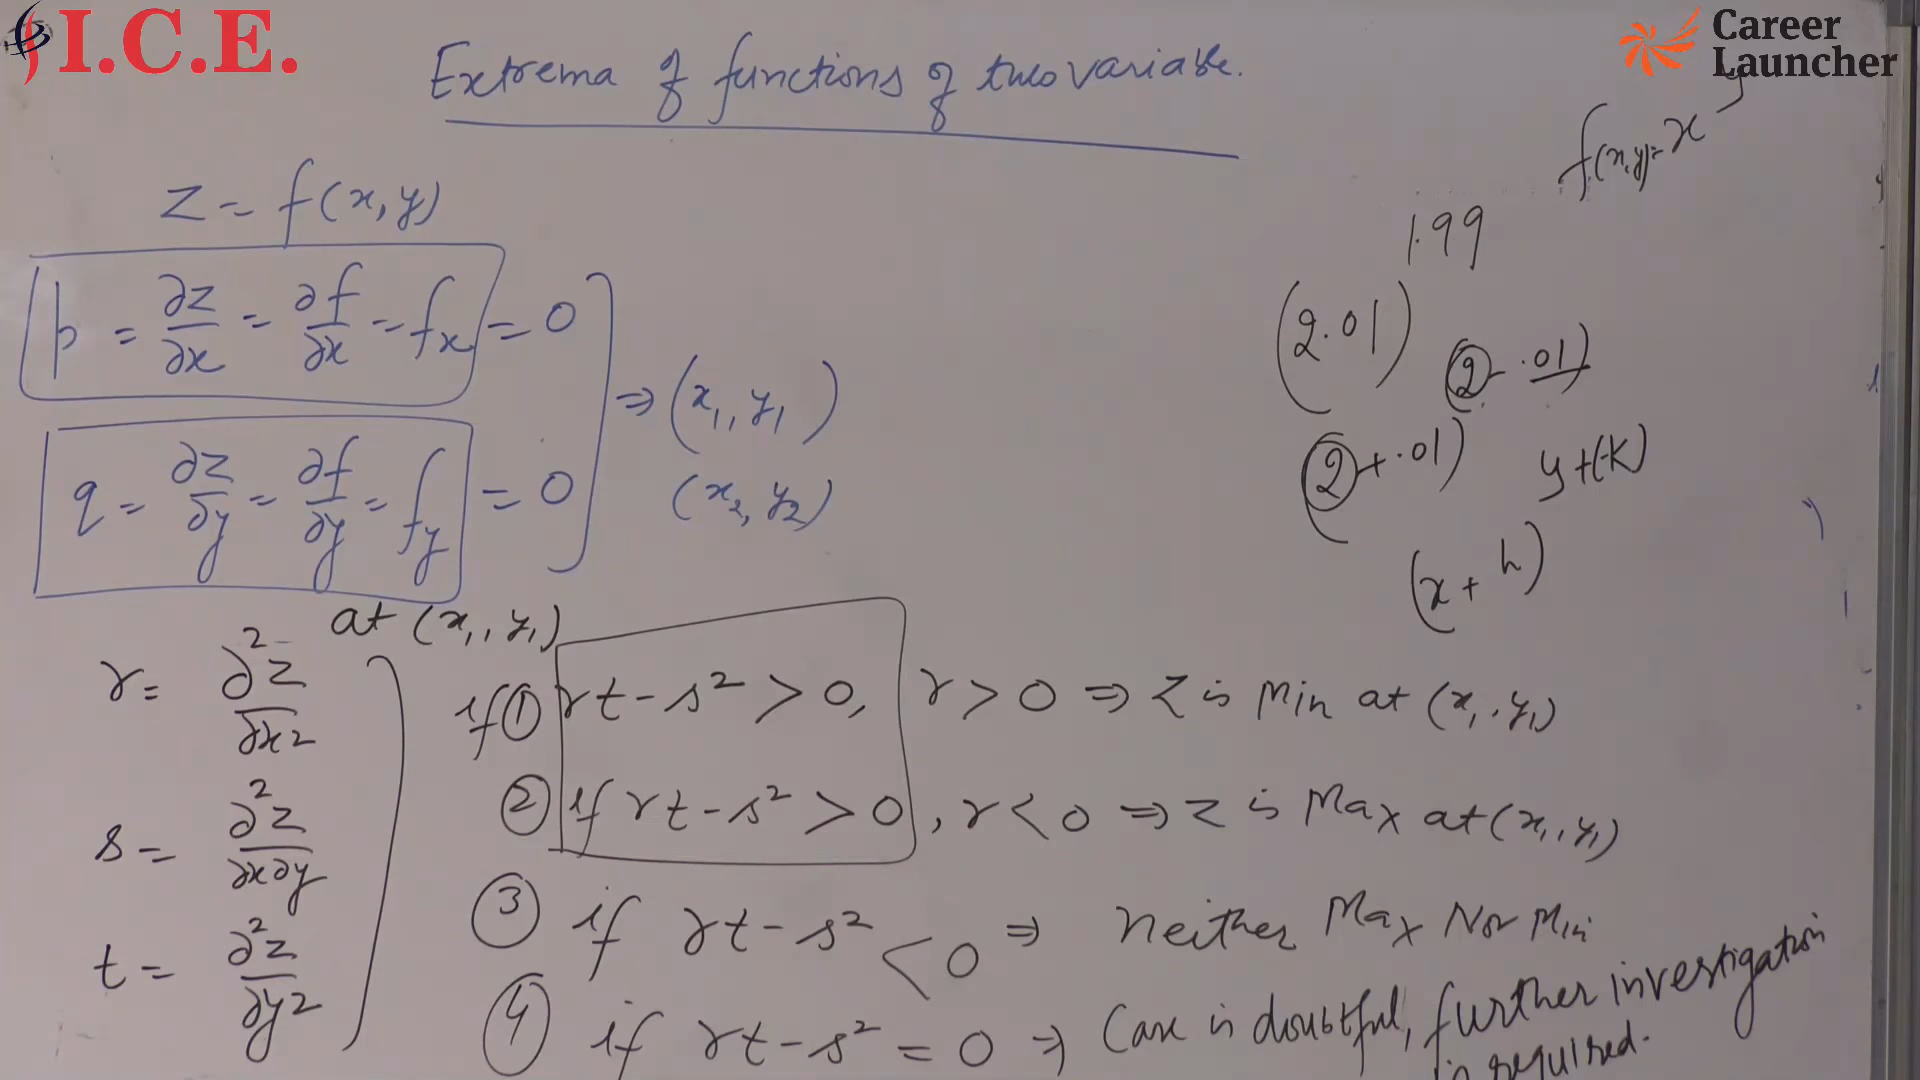 I.C.E.
Career Launcher
Extrema of functions of two variable.
f(x,y)= x^y
z = f(x,y)
1.99
p = ∂z/∂x = ∂f/∂x = fx = 0
(2.01)
(2 - .01)
⇒ (x₁, y₁)
q = ∂z/∂y = ∂f/∂y = fy = 0
(x₂, y₂)
(2 + .01)
y+(-k)
(x + h)
at (x₁, y₁)
r = ∂²z/∂x²
if ① rt - s² > 0, r > 0 ⇒ z is Min at (x₁, y₁)
② if rt - s² > 0, r < 0 ⇒ z is Max at (x₁, y₁)
s = ∂²z/∂x∂y
③ if rt - s² < 0 ⇒ neither Max Nor Min
t = ∂²z/∂y²
④ if rt - s² = 0 ⇒ Case is doubtful, further investigation
is required.